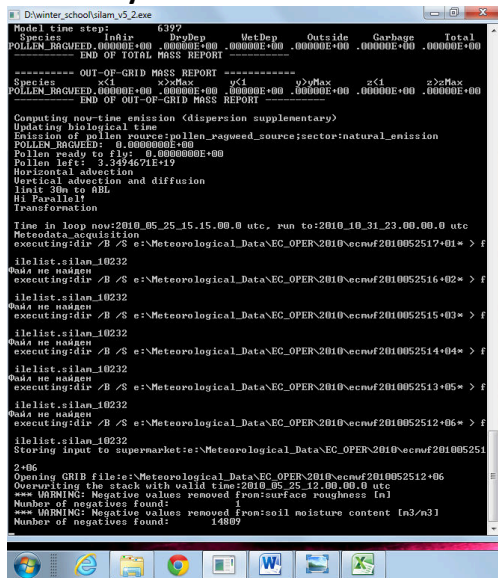 D:\winter_school\silam_v5_2.exe
Model time step: 6397
Species InAir DryDep WetDep Outside Garbage Total
POLLEN_RAGWEED.00000E+00 .00000E+00 .00000E+00 .00000E+00 .00000E+00 .00000E+00
---------- END OF TOTAL MASS REPORT ----------
---------- OUT-OF-GRID MASS REPORT ------------
Species x<1 x>xMax y<1 y>yMax z<1 z>zMax
POLLEN_RAGWEED.00000E+00 .00000E+00 .00000E+00 .00000E+00 .00000E+00 .00000E+00
---------- END OF OUT-OF-GRID MASS REPORT ----------
Computing now-time emission (dispersion supplementary)
Updating biological time
Emission of pollen rource:pollen_ragweed_source;sector:natural_emission
POLLEN_RAGWEED: 0.0000000E+00
Pollen ready to fly: 0.0000000E+00
Pollen left: 3.3494671E+19
Horizontal advection
Vertical advection and diffusion
limit 30m to ABL
Hi Parallel!
Transformation
Time in loop now:2010_05_25_15.15.00.0 utc, run to:2010_10_31_23.00.00.0 utc
Meteodata_acquisition
executing:dir /B /S e:\Meteorological_Data\EC_OPER\2010\ecmwf2010052517+01* > f
ilelist.silam_10232
Файл не найден
executing:dir /B /S e:\Meteorological_Data\EC_OPER\2010\ecmwf2010052516+02* > f
ilelist.silam_10232
Файл не найден
executing:dir /B /S e:\Meteorological_Data\EC_OPER\2010\ecmwf2010052515+03* > f
ilelist.silam_10232
Файл не найден
executing:dir /B /S e:\Meteorological_Data\EC_OPER\2010\ecmwf2010052514+04* > f
ilelist.silam_10232
Файл не найден
executing:dir /B /S e:\Meteorological_Data\EC_OPER\2010\ecmwf2010052513+05* > f
ilelist.silam_10232
Файл не найден
executing:dir /B /S e:\Meteorological_Data\EC_OPER\2010\ecmwf2010052512+06* > f
ilelist.silam_10232
Storing input to supermarket:e:\Meteorological_Data\EC_OPER\2010\ecmwf201005251
2+06
Opening GRIB file:e:\Meteorological_Data\EC_OPER\2010\ecmwf2010052512+06
Overwriting the stack with valid time:2010_05_25_12.00.00.0 utc
*** WARNING: Negative values removed from:surface roughness [m]
Number of negatives found: 1
*** WARNING: Negative values removed from:soil moisture content [m3/m3]
Number of negatives found: 14809